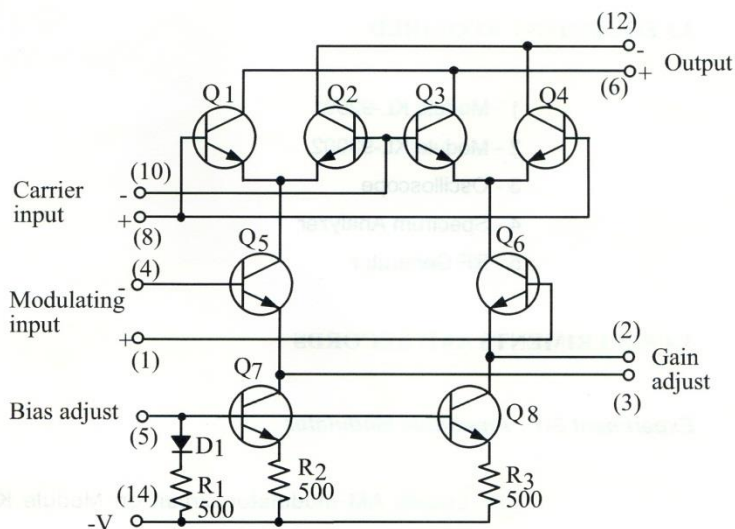 (12)
-
+
Output
(6)
Q1
Q2
Q3
Q4
(10)
-
Carrier
input
+
(8)
Q5
Q6
(4)
-
Modulating
input
+
(1)
(2)
Gain
adjust
(3)
Q7
Bias adjust
(5)
Q8
D1
R1
500
R2
500
R3
500
(14)
-V